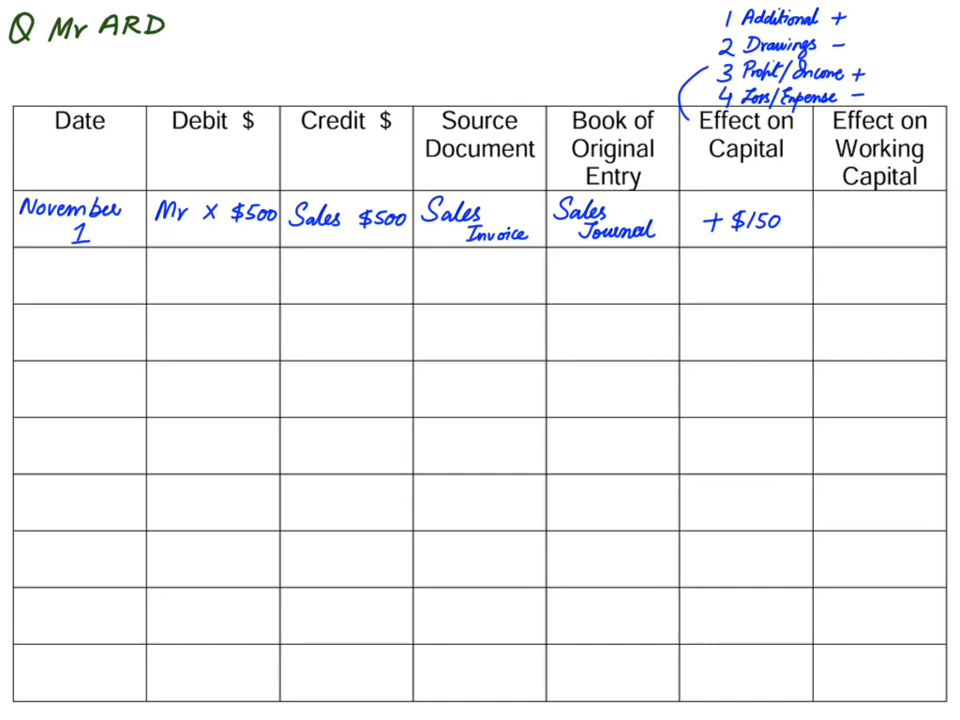 Q Mr ARD
1 Additional +
2 Drawings -
3 Profit/Income +
4 Loss/Expense -
Date
Debit $
Credit $
Source
Document
Book of
Original
Entry
Effect on
Capital
Effect on
Working
Capital
November
1
Mr X $500
Sales $500
Sales
Invoice
Sales
Journal
+ $150